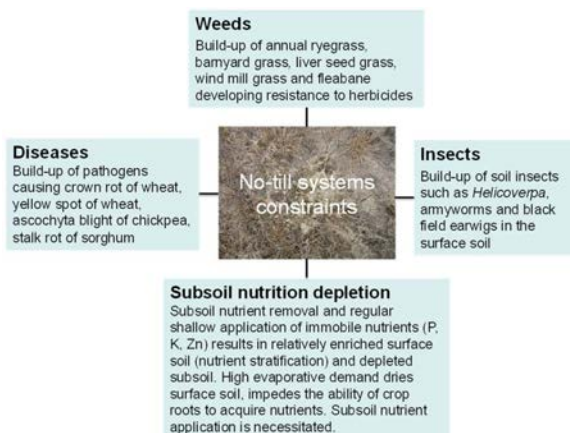 Weeds
Build-up of annual ryegrass,
barnyard grass, liver seed grass,
wind mill grass and fleabane
developing resistance to herbicides
Diseases
Build-up of pathogens
causing crown rot of wheat,
yellow spot of wheat,
ascochyta blight of chickpea,
stalk rot of sorghum
No-till systems
constraints
Insects
Build-up of soil insects
such as Helicoverpa,
armyworms and black
field earwigs in the
surface soil
Subsoil nutrition depletion
Subsoil nutrient removal and regular
shallow application of immobile nutrients (P,
K, Zn) results in relatively enriched surface
soil (nutrient stratification) and depleted
subsoil. High evaporative demand dries
surface soil, impedes the ability of crop
roots to acquire nutrients. Subsoil nutrient
application is necessitated.